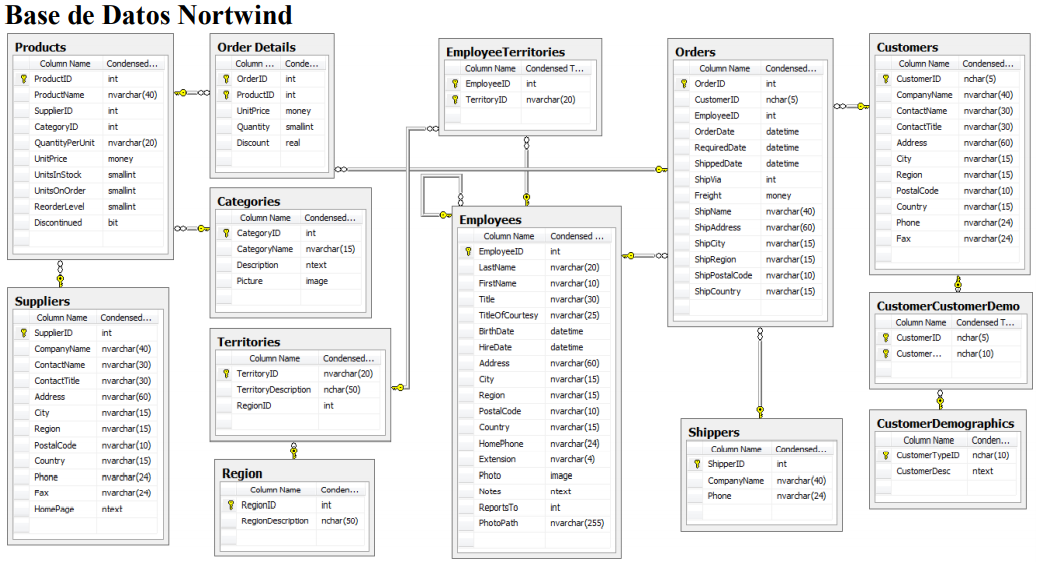 Base de Datos Nortwind
Products
Column Name Condensed...
ProductID int
ProductName nvarchar(40)
SupplierID int
CategoryID int
QuantityPerUnit nvarchar(20)
UnitPrice money
UnitsInStock smallint
UnitsOnOrder smallint
ReorderLevel smallint
Discontinued bit
Order Details
Column ... Conde...
OrderID int
ProductID int
UnitPrice money
Quantity smallint
Discount real
EmployeeTerritories
Column Name Condensed T...
EmployeeID int
TerritoryID nvarchar(20)
Orders
Column Name Condensed...
OrderID int
CustomerID nchar(5)
EmployeeID int
OrderDate datetime
RequiredDate datetime
ShippedDate datetime
ShipVia int
Freight money
ShipName nvarchar(40)
ShipAddress nvarchar(60)
ShipCity nvarchar(15)
ShipRegion nvarchar(15)
ShipPostalCode nvarchar(10)
ShipCountry nvarchar(15)
Customers
Column Name Condensed...
CustomerID nchar(5)
CompanyName nvarchar(40)
ContactName nvarchar(30)
ContactTitle nvarchar(30)
Address nvarchar(60)
City nvarchar(15)
Region nvarchar(15)
PostalCode nvarchar(10)
Country nvarchar(15)
Phone nvarchar(24)
Fax nvarchar(24)
Categories
Column Name Condensed...
CategoryID int
CategoryName nvarchar(15)
Description ntext
Picture image
Employees
Column Name Condensed ...
EmployeeID int
LastName nvarchar(20)
FirstName nvarchar(10)
Title nvarchar(30)
TitleOfCourtesy nvarchar(25)
BirthDate datetime
HireDate datetime
Address nvarchar(60)
City nvarchar(15)
Region nvarchar(15)
PostalCode nvarchar(10)
Country nvarchar(15)
HomePhone nvarchar(24)
Extension nvarchar(4)
Photo image
Notes ntext
ReportsTo int
PhotoPath nvarchar(255)
Suppliers
Column Name Condensed...
SupplierID int
CompanyName nvarchar(40)
ContactName nvarchar(30)
ContactTitle nvarchar(30)
Address nvarchar(60)
City nvarchar(15)
Region nvarchar(15)
PostalCode nvarchar(10)
Country nvarchar(15)
Phone nvarchar(24)
Fax nvarchar(24)
HomePage ntext
Territories
Column Name Condensed...
TerritoryID nvarchar(20)
TerritoryDescription nchar(50)
RegionID int
CustomerCustomerDemo
Column Name Condensed T...
CustomerID nchar(5)
Customer... nchar(10)
Region
Column Name Conden...
RegionID int
RegionDescription nchar(50)
Shippers
Column Name Condensed...
ShipperID int
CompanyName nvarchar(40)
Phone nvarchar(24)
CustomerDemographics
Column Name Conden...
CustomerTypeID nchar(10)
CustomerDesc ntext